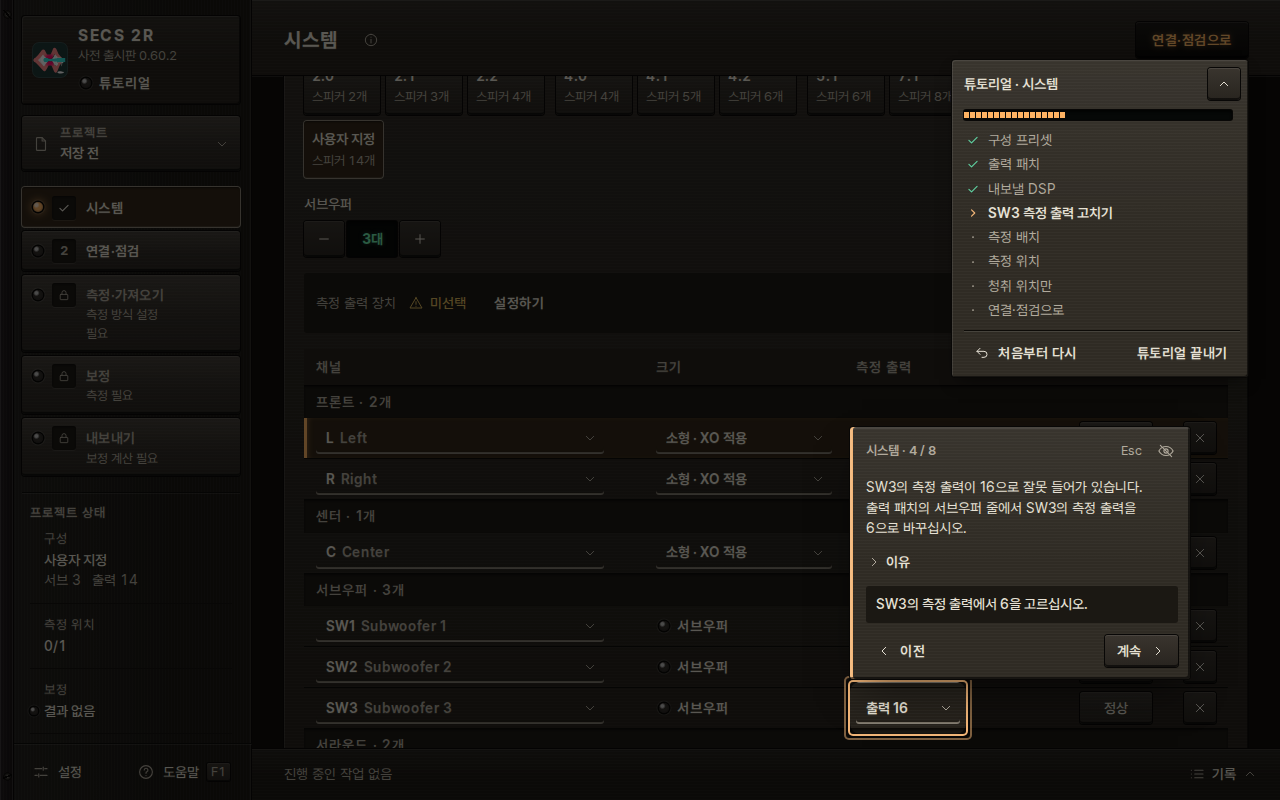 SECS 2R
사전 출시판 0.60.2
튜토리얼
프로젝트
저장 전
시스템
2 연결·점검
측정·가져오기
측정 방식 설정
필요
보정
측정 필요
내보내기
보정 계산 필요
프로젝트 상태
구성
사용자 지정
서브 3 출력 14
측정 위치
0/1
보정
결과 없음
설정
도움말 F1
시스템
연결·점검으로
2.0 2.1 2.2 4.0 4.1 4.2 5.1 7.1
스피커 2개 스피커 3개 스피커 4개 스피커 4개 스피커 5개 스피커 6개 스피커 6개 스피커 8개
사용자 지정
스피커 14개
서브우퍼
3대
측정 출력 장치 미선택 설정하기
채널 크기 측정 출력
프론트 · 2개
L Left 소형 · XO 적용
R Right 소형 · XO 적용
센터 · 1개
C Center 소형 · XO 적용
서브우퍼 · 3개
SW1 Subwoofer 1 서브우퍼
SW2 Subwoofer 2 서브우퍼
SW3 Subwoofer 3 서브우퍼 출력 16 정상
서라운드 · 2개
진행 중인 작업 없음
기록
튜토리얼 · 시스템
구성 프리셋
출력 패치
내보낼 DSP
SW3 측정 출력 고치기
측정 배치
측정 위치
청취 위치만
연결·점검으로
처음부터 다시 튜토리얼 끝내기
시스템 · 4 / 8 Esc
SW3의 측정 출력이 16으로 잘못 들어가 있습니다.
출력 패치의 서브우퍼 줄에서 SW3의 측정 출력을
6으로 바꾸십시오.
이유
SW3의 측정 출력에서 6을 고르십시오.
이전 계속